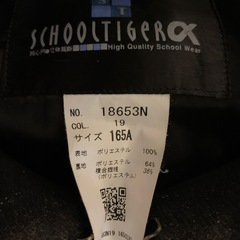 SCHOOLTIGER α
High Quality School Wear
NO. 18653N
COL. 19
サイズ 165A
表地 ポリエステル 100%
裏地 ポリエステル 64%
複合繊維 36%
(ポリエステル)